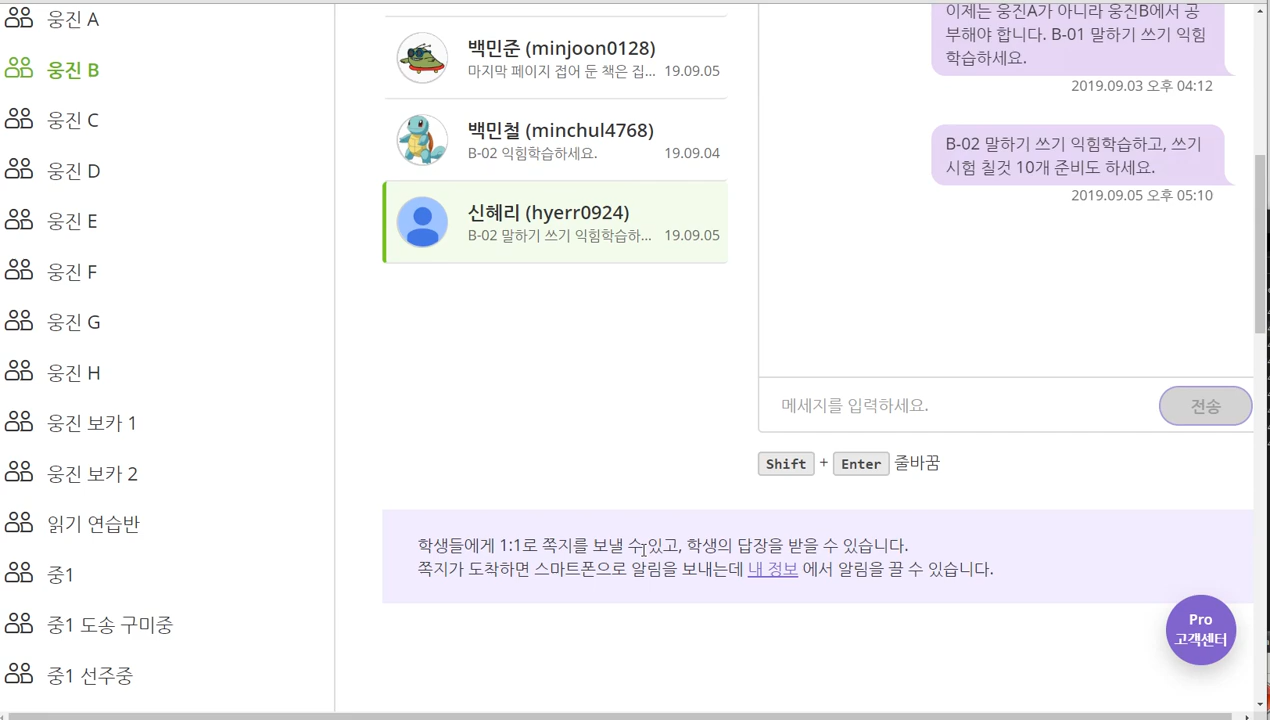 웅진 A
웅진 B
웅진 C
웅진 D
웅진 E
웅진 F
웅진 G
웅진 H
웅진 보카 1
웅진 보카 2
읽기 연습반
중1
중1 도송 구미중
중1 선주중
백민준 (minjoon0128)
마지막 페이지 접어 둔 책은 집... 19.09.05
백민철 (minchul4768)
B-02 익힘학습하세요. 19.09.04
신혜리 (hyerr0924)
B-02 말하기 쓰기 익힘학습하... 19.09.05
이제는 웅진A가 아니라 웅진B에서 공
부해야 합니다. B-01 말하기 쓰기 익힘
학습하세요.
2019.09.03 오후 04:12
B-02 말하기 쓰기 익힘학습하고, 쓰기
시험 칠것 10개 준비도 하세요.
2019.09.05 오후 05:10
메세지를 입력하세요. 전송
Shift + Enter 줄바꿈
학생들에게 1:1로 쪽지를 보낼 수 있고, 학생의 답장을 받을 수 있습니다.
쪽지가 도착하면 스마트폰으로 알림을 보내는데 내 정보 에서 알림을 끌 수 있습니다.
Pro
고객센터